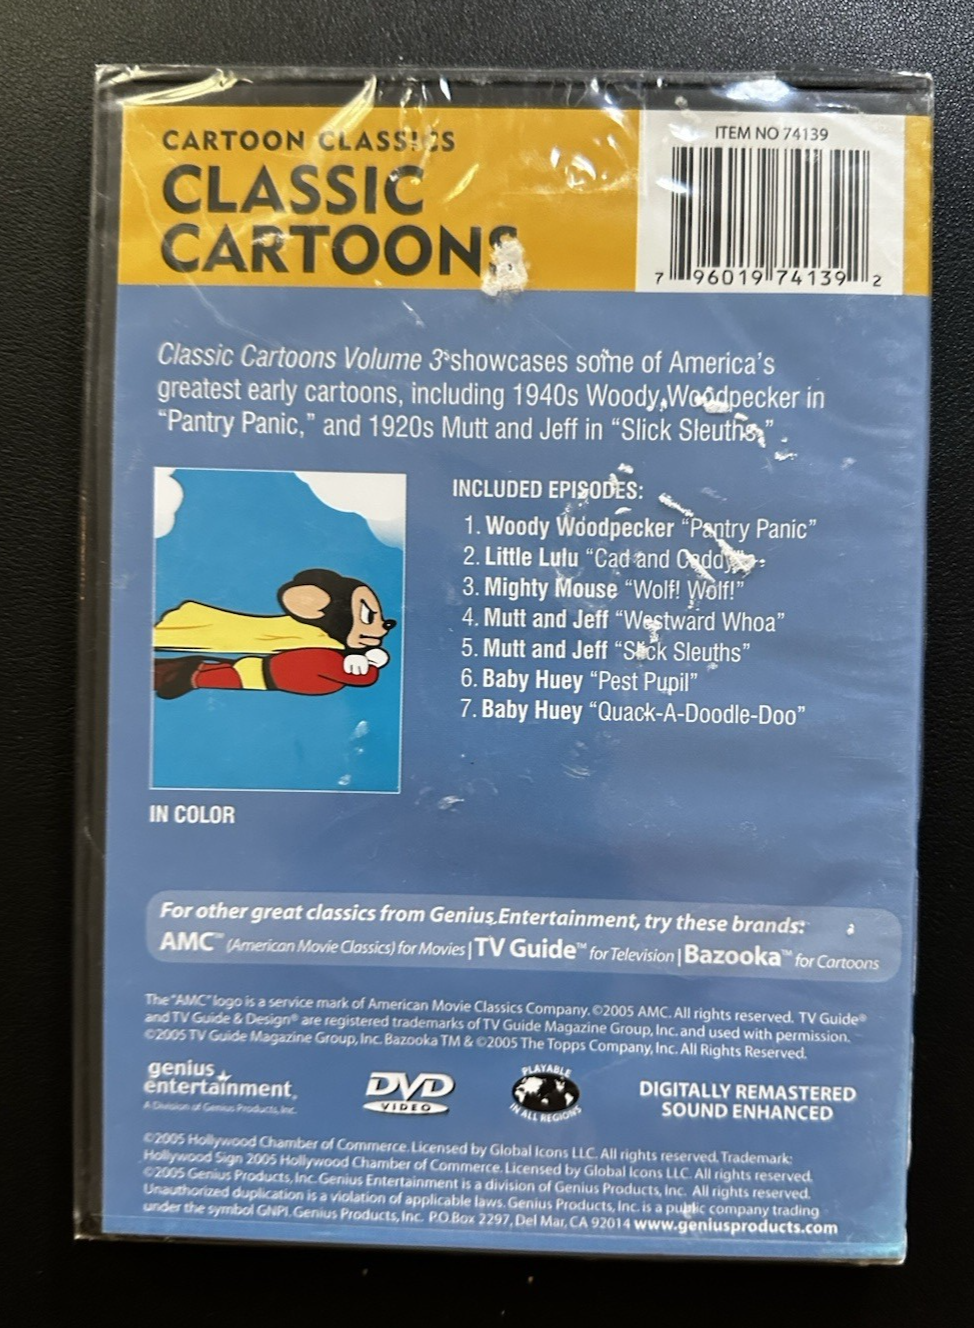 CARTOON CLASSICS
CLASSIC
CARTOONS
ITEM NO 74139
7 96019 74139 2
Classic Cartoons Volume 3 showcases some of America's
greatest early cartoons, including 1940s Woody Woodpecker in
"Pantry Panic," and 1920s Mutt and Jeff in "Slick Sleuths."
INCLUDED EPISODES:
1. Woody Woodpecker "Pantry Panic"
2. Little Lulu "Cad and Caddy"
3. Mighty Mouse "Wolf! Wolf!"
4. Mutt and Jeff "Westward Whoa"
5. Mutt and Jeff "Slick Sleuths"
6. Baby Huey "Pest Pupil"
7. Baby Huey "Quack-A-Doodle-Doo"
IN COLOR
For other great classics from Genius Entertainment, try these brands:
AMC™ (American Movie Classics) for Movies | TV Guide™ for Television | Bazooka™ for Cartoons
The "AMC" logo is a service mark of American Movie Classics Company. ©2005 AMC. All rights reserved. TV Guide®
and TV Guide & Design® are registered trademarks of TV Guide Magazine Group, Inc. and used with permission.
©2005 TV Guide Magazine Group, Inc. Bazooka TM & ©2005 The Topps Company, Inc. All Rights Reserved.
genius
entertainment.
A Division of Genius Products, Inc.
DVD
VIDEO
PLAYABLE
IN ALL REGIONS
DIGITALLY REMASTERED
SOUND ENHANCED
©2005 Hollywood Chamber of Commerce. Licensed by Global Icons LLC. All rights reserved. Trademark:
Hollywood Sign 2005 Hollywood Chamber of Commerce. Licensed by Global Icons LLC. All rights reserved.
©2005 Genius Products, Inc. Genius Entertainment is a division of Genius Products, Inc. All rights reserved.
Unauthorized duplication is a violation of applicable laws. Genius Products, Inc. is a public company trading
under the symbol GNPI. Genius Products, Inc. P.O. Box 2297, Del Mar, CA 92014 www.geniusproducts.com